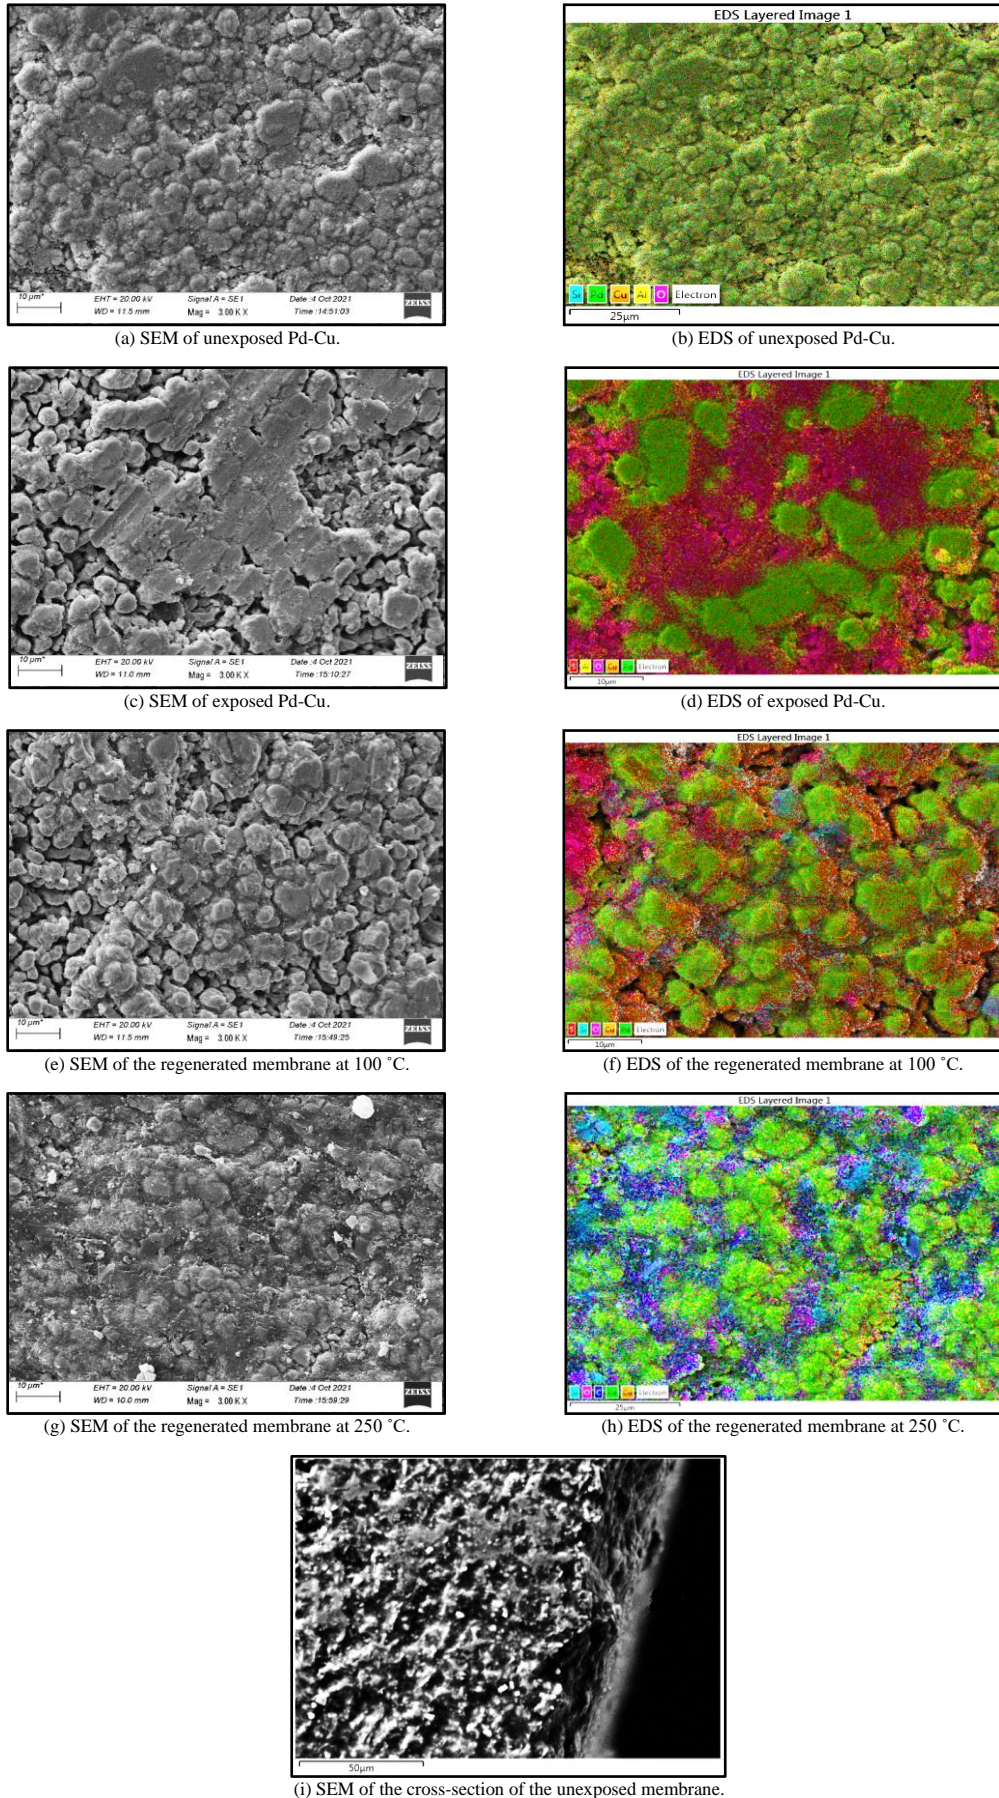 EDS Layered Image 1
10 µm*
EHT = 20.00 kV
WD = 11.5 mm
Signal A = SE1
Mag = 3.00 K X
Date :4 Oct 2021
Time :14:51:03
ZEISS
Pd Cu Al O Electron
25µm
(a) SEM of unexposed Pd-Cu.
(b) EDS of unexposed Pd-Cu.
EDS Layered Image 1
10 µm*
EHT = 20.00 kV
WD = 11.0 mm
Signal A = SE1
Mag = 3.00 K X
Date :4 Oct 2021
Time :15:10:27
ZEISS
Al O Cu Electron
10µm
(c) SEM of exposed Pd-Cu.
(d) EDS of exposed Pd-Cu.
EDS Layered Image 1
10 µm*
EHT = 20.00 kV
WD = 11.5 mm
Signal A = SE1
Mag = 3.00 K X
Date :4 Oct 2021
Time :15:49:25
ZEISS
O Cu Pd Electron
10µm
(e) SEM of the regenerated membrane at 100 ˚C.
(f) EDS of the regenerated membrane at 100 ˚C.
EDS Layered Image 1
10 µm*
EHT = 20.00 kV
WD = 10.0 mm
Signal A = SE1
Mag = 3.00 K X
Date :4 Oct 2021
Time :15:59:29
ZEISS
Electron
25µm
(g) SEM of the regenerated membrane at 250 ˚C.
(h) EDS of the regenerated membrane at 250 ˚C.
50µm
(i) SEM of the cross-section of the unexposed membrane.